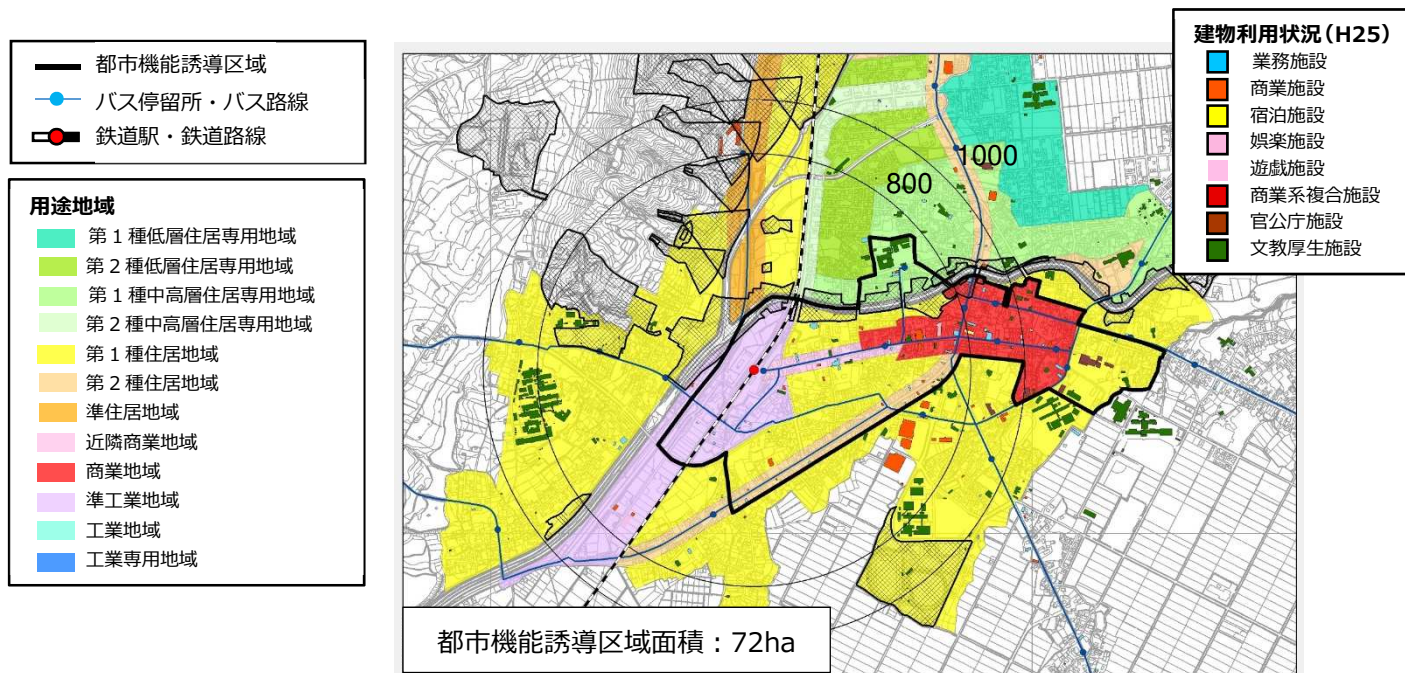 都市機能誘導区域
バス停留所・バス路線
鉄道駅・鉄道路線
用途地域
第1種低層住居専用地域
第2種低層住居専用地域
第1種中高層住居専用地域
第2種中高層住居専用地域
第1種住居地域
第2種住居地域
準住居地域
近隣商業地域
商業地域
準工業地域
工業地域
工業専用地域
1000
800
都市機能誘導区域面積：72ha
建物利用状況（H25）
業務施設
商業施設
宿泊施設
娯楽施設
遊戯施設
商業系複合施設
官公庁施設
文教厚生施設